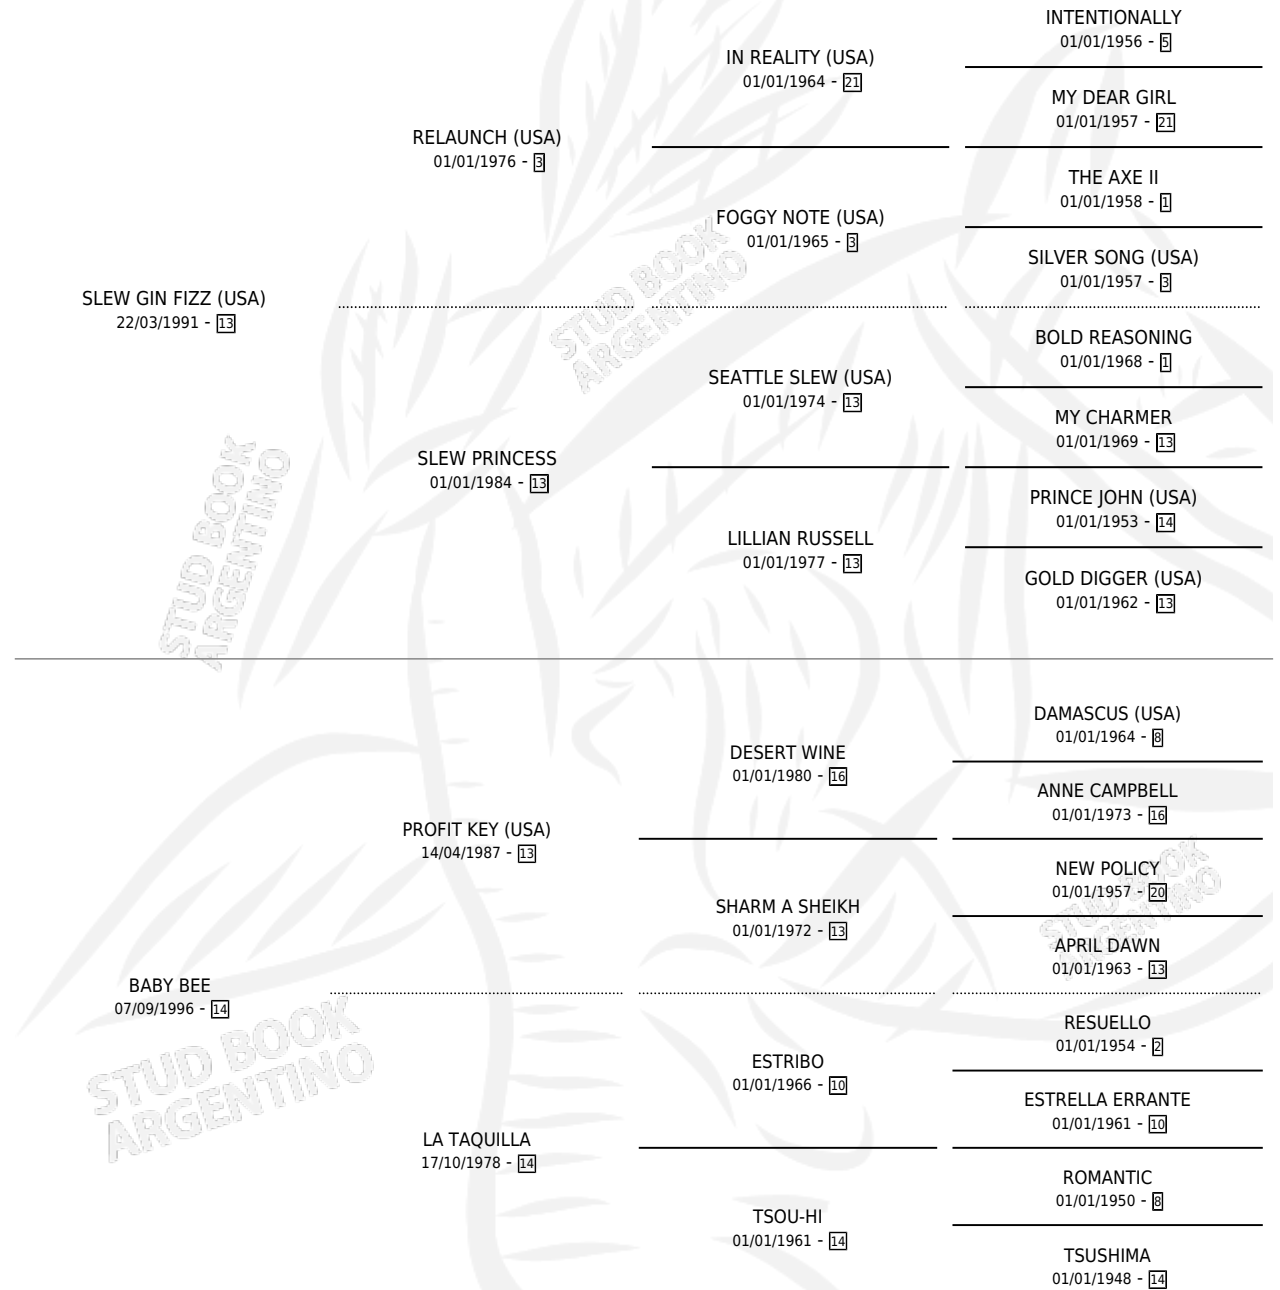 INTENTIONALLY
01/01/1956 - 5
IN REALITY (USA)
01/01/1964 - 21
MY DEAR GIRL
01/01/1957 - 21
RELAUNCH (USA)
01/01/1976 - 3
THE AXE II
01/01/1958 - 1
FOGGY NOTE (USA)
01/01/1965 - 3
SILVER SONG (USA)
01/01/1957 - 3
SLEW GIN FIZZ (USA)
22/03/1991 - 13
STUD BOOK
ARGENTINO
BOLD REASONING
01/01/1968 - 1
SEATTLE SLEW (USA)
01/01/1974 - 13
MY CHARMER
01/01/1969 - 13
SLEW PRINCESS
01/01/1984 - 13
PRINCE JOHN (USA)
01/01/1953 - 14
LILLIAN RUSSELL
01/01/1977 - 13
GOLD DIGGER (USA)
01/01/1962 - 13
STUD BOOK
ARGENTINO
DAMASCUS (USA)
01/01/1964 - 8
DESERT WINE
01/01/1980 - 16
ANNE CAMPBELL
01/01/1973 - 16
PROFIT KEY (USA)
14/04/1987 - 13
NEW POLICY
01/01/1957 - 20
SHARM A SHEIKH
01/01/1972 - 13
STUD BOOK
ARGENTINO
APRIL DAWN
01/01/1963 - 13
BABY BEE
07/09/1996 - 14
RESUELLO
01/01/1954 - 2
STUD BOOK
ARGENTINO
ESTRIBO
01/01/1966 - 10
ESTRELLA ERRANTE
01/01/1961 - 10
LA TAQUILLA
17/10/1978 - 14
ROMANTIC
01/01/1950 - 8
TSOU-HI
01/01/1961 - 14
TSUSHIMA
01/01/1948 - 14